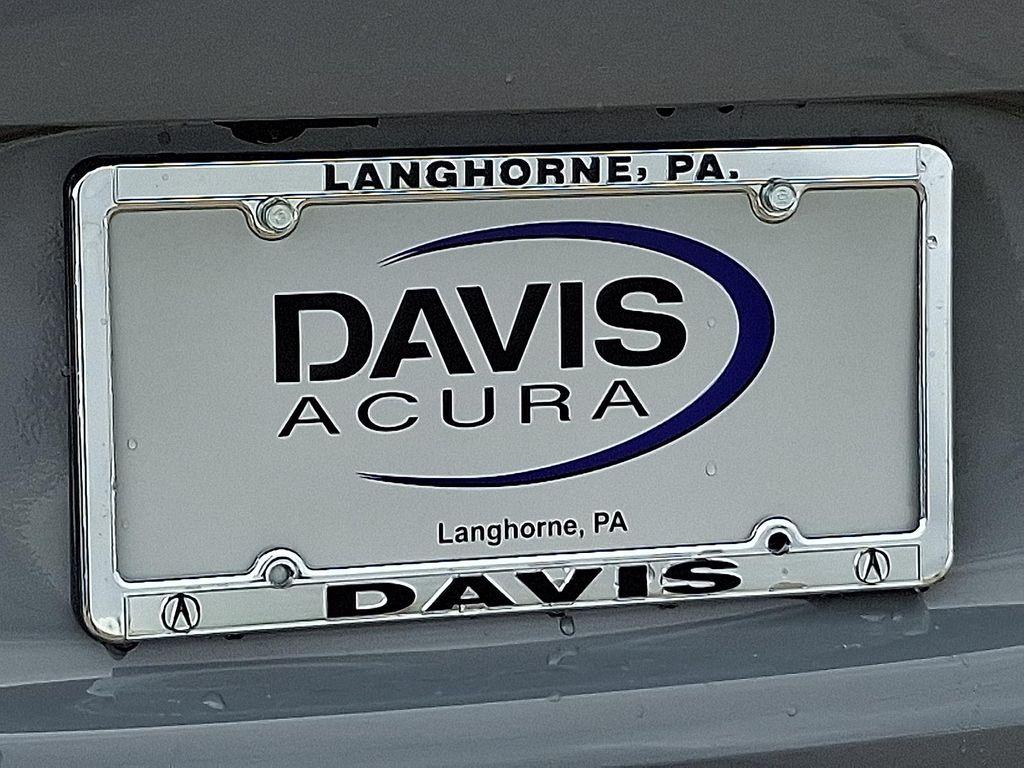 LANGHORNE, PA.
DAVIS
ACURA
Langhorne, PA
DAVIS